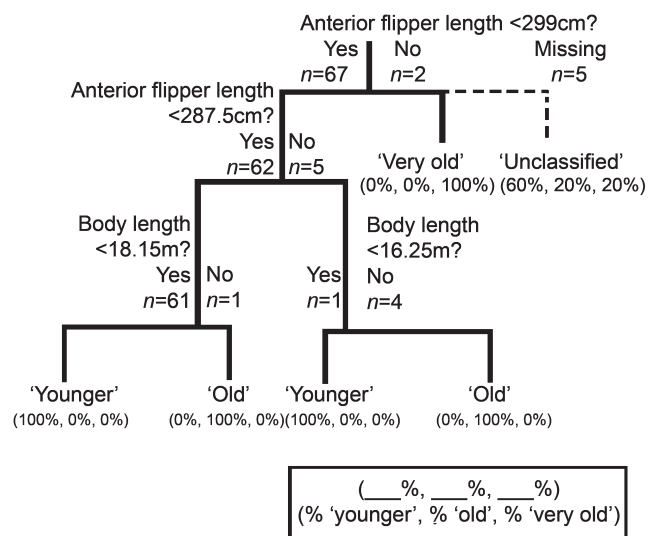 Anterior flipper length <299cm?
Yes No Missing
n=67 n=2 n=5
Anterior flipper length
<287.5cm?
Yes No
n=62 n=5
'Very old' 'Unclassified'
(0%, 0%, 100%) (60%, 20%, 20%)
Body length
<18.15m?
Yes No
n=61 n=1
Body length
<16.25m?
Yes No
n=1 n=4
'Younger' 'Old' 'Younger' 'Old'
(100%, 0%, 0%) (0%, 100%, 0%) (100%, 0%, 0%) (0%, 100%, 0%)
(___%, ___%, ___%)
(% 'younger', % 'old', % 'very old')